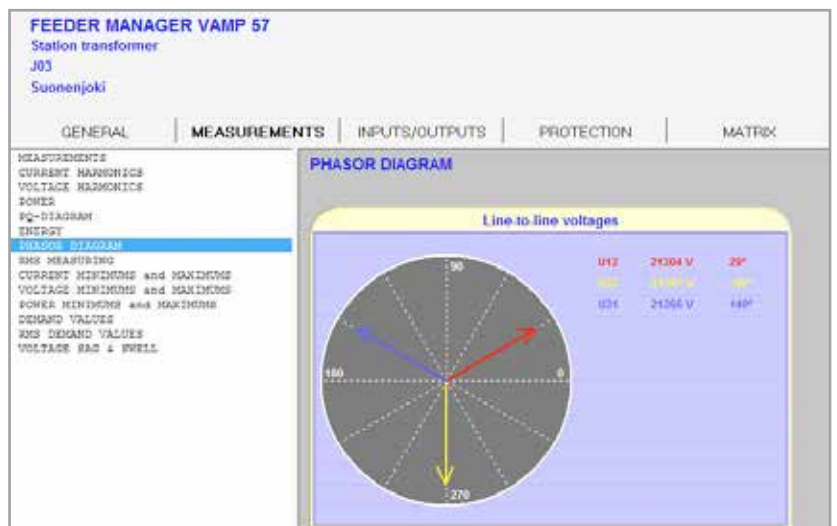 FEEDER MANAGER VAMP 57
Station transformer
J03
Suonenjoki
GENERAL
MEASUREMENTS
INPUTS/OUTPUTS
PROTECTION
MATRIX
MEASUREMENTS
CURRENT HARMONICS
VOLTAGE HARMONICS
POWER
PQ-DIAGRAM
ENERGY
PHASOR DIAGRAM
RMS MEASURING
CURRENT MINIMUMS and MAXIMUMS
VOLTAGE MINIMUMS and MAXIMUMS
POWER MINIMUMS and MAXIMUMS
DEMAND VALUES
RMS DEMAND VALUES
VOLTAGE SAG & SWELL
PHASOR DIAGRAM
Line-to-line voltages
90
180
0
270
U12 21304 V 29°
U31 V